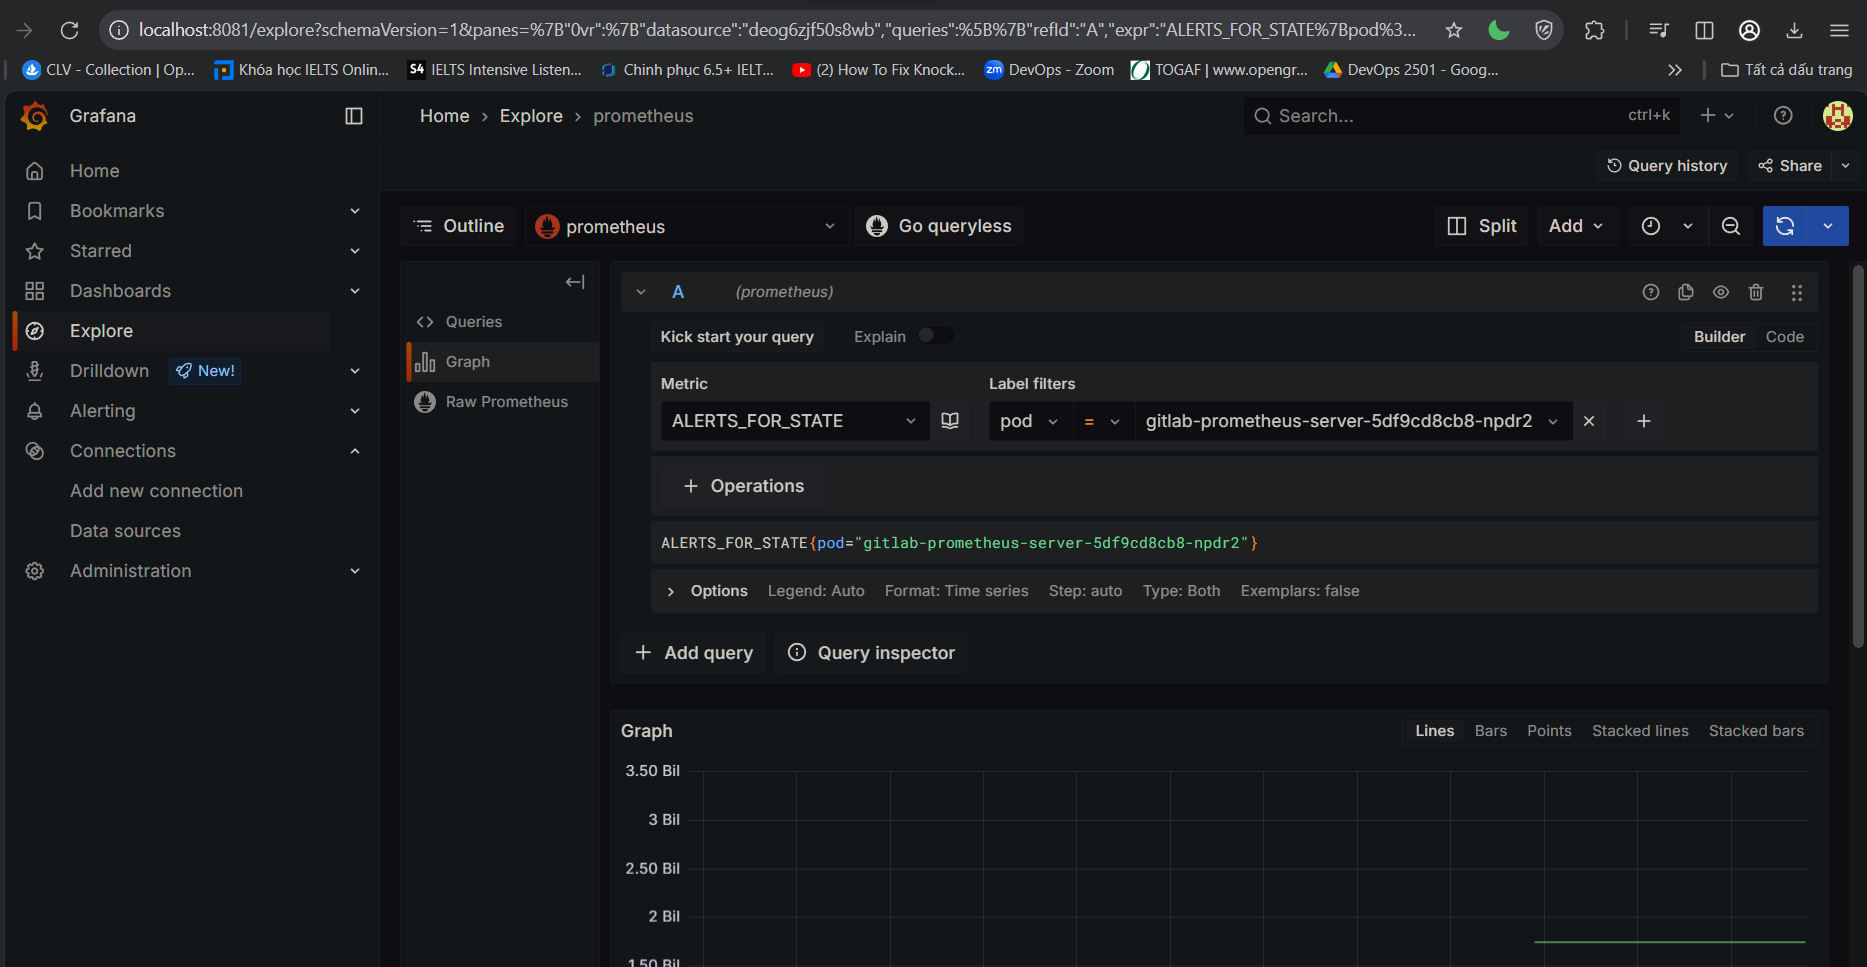 localhost:8081/explore?schemaVersion=1&panes=%7B"0vr":%7B"datasource":"deog6zjf50s8wb","queries":%5B%7B"refId":"A","expr":"ALERTS_FOR_STATE%7Bpod%3...
CLV - Collection | Op... Khóa học IELTS Onlin... S4 IELTS Intensive Listen... Chinh phục 6.5+ IELT... (2) How To Fix Knock... zm DevOps - Zoom TOGAF | www.opengr... DevOps 2501 - Goog... Tất cả dấu trang
Grafana
Home › Explore › prometheus
Search... ctrl+k
Home
Bookmarks
Starred
Dashboards
Explore
Drilldown New!
Alerting
Connections
Add new connection
Data sources
Administration
Query history Share
Outline prometheus Go queryless Split Add
Queries
Graph
Raw Prometheus
A (prometheus)
Kick start your query Explain Builder Code
Metric Label filters
ALERTS_FOR_STATE pod = gitlab-prometheus-server-5df9cd8cb8-npdr2
+ Operations
ALERTS_FOR_STATE{pod="gitlab-prometheus-server-5df9cd8cb8-npdr2"}
Options Legend: Auto Format: Time series Step: auto Type: Both Exemplars: false
+ Add query Query inspector
Graph Lines Bars Points Stacked lines Stacked bars
3.50 Bil
3 Bil
2.50 Bil
2 Bil
1.50 Bil